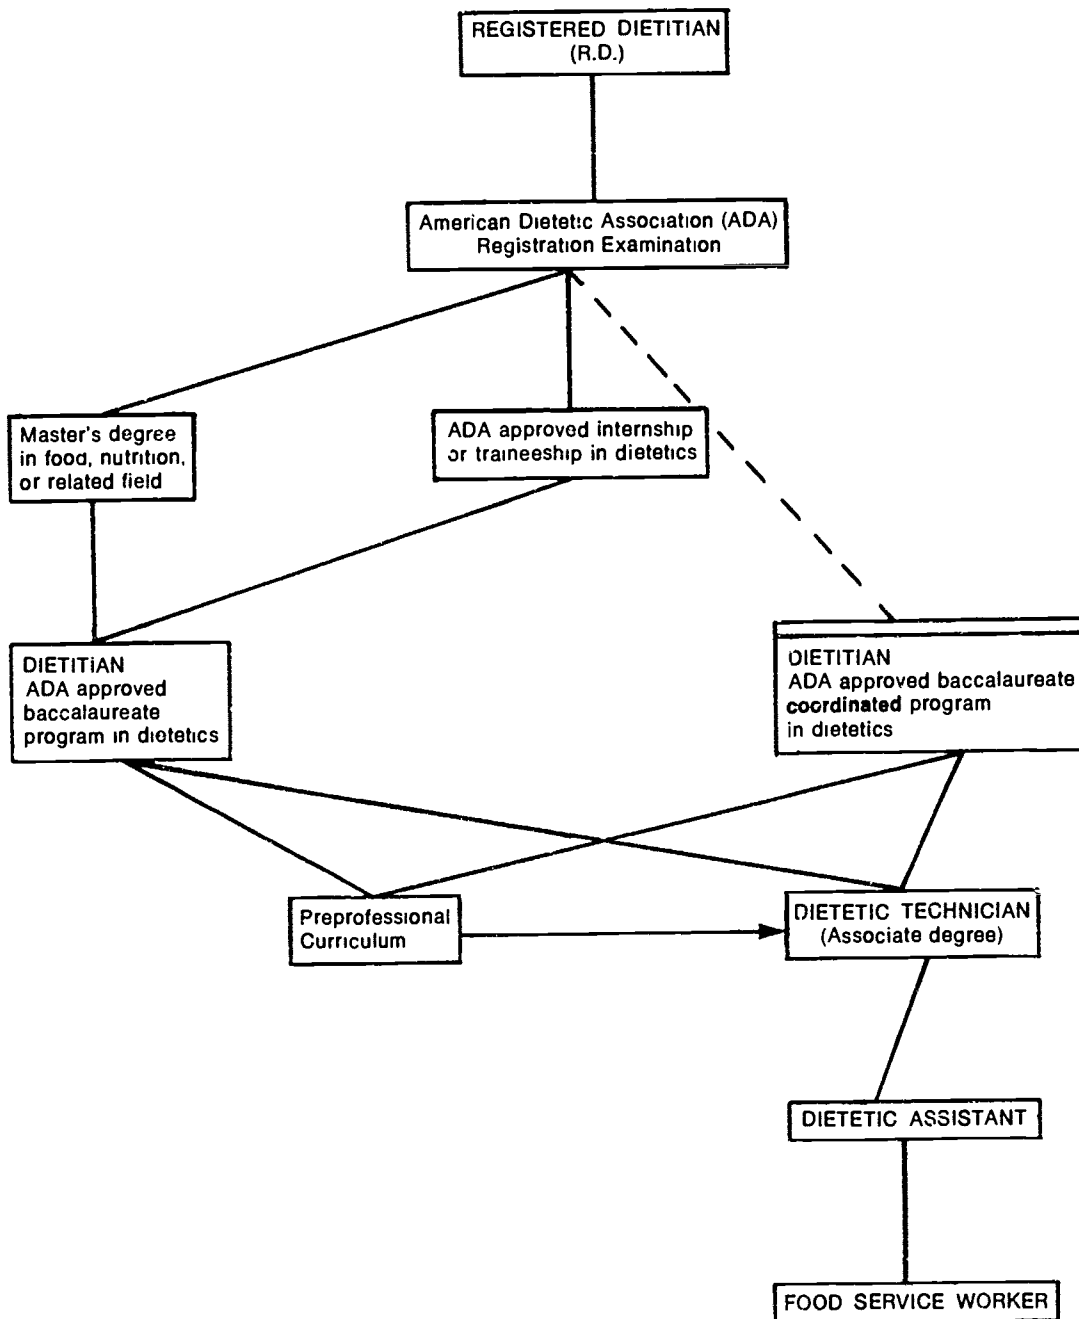 REGISTERED DIETITIAN
(R.D.)
American Dietetic Association (ADA)
Registration Examination
Master's degree
in food, nutrition,
or related field
ADA approved internship
or traineeship in dietetics
DIETITIAN
ADA approved
baccalaureate
program in dietetics
DIETITIAN
ADA approved baccalaureate
coordinated program
in dietetics
Preprofessional
Curriculum
DIETETIC TECHNICIAN
(Associate degree)
DIETETIC ASSISTANT
FOOD SERVICE WORKER